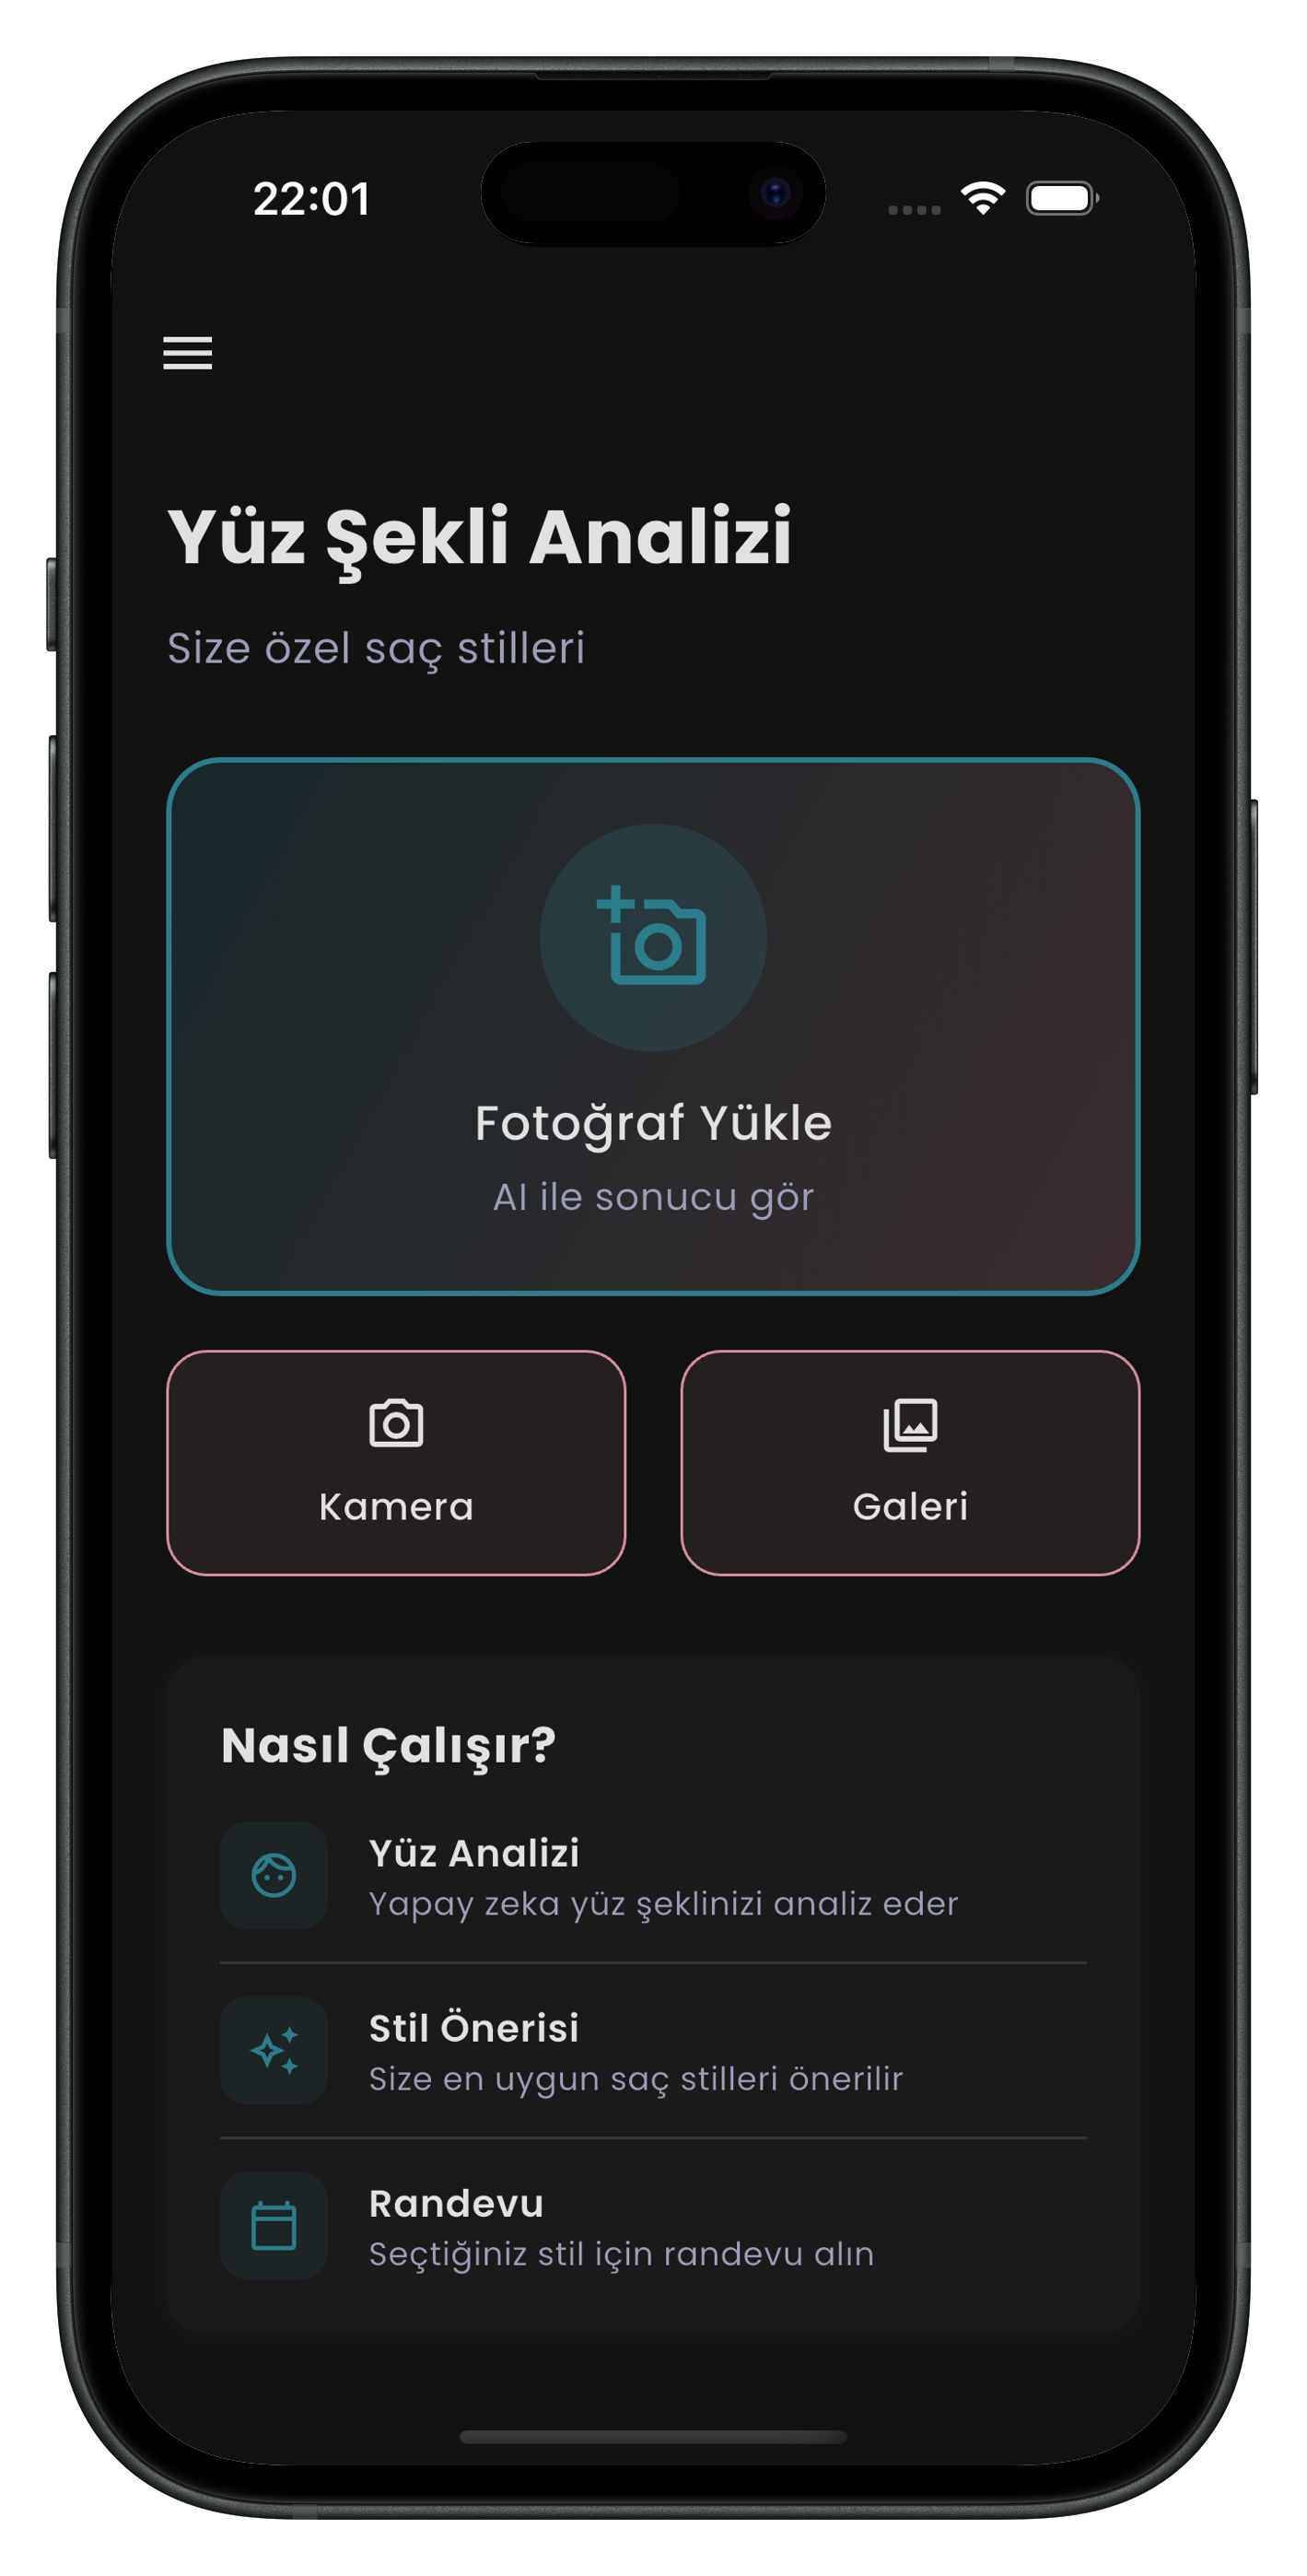 22:01
Yüz Şekli Analizi
Size özel saç stilleri
Fotoğraf Yükle
AI ile sonucu gör
Kamera
Galeri
Nasıl Çalışır?
Yüz Analizi
Yapay zeka yüz şeklinizi analiz eder
Stil Önerisi
Size en uygun saç stilleri önerilir
Randevu
Seçtiğiniz stil için randevu alın